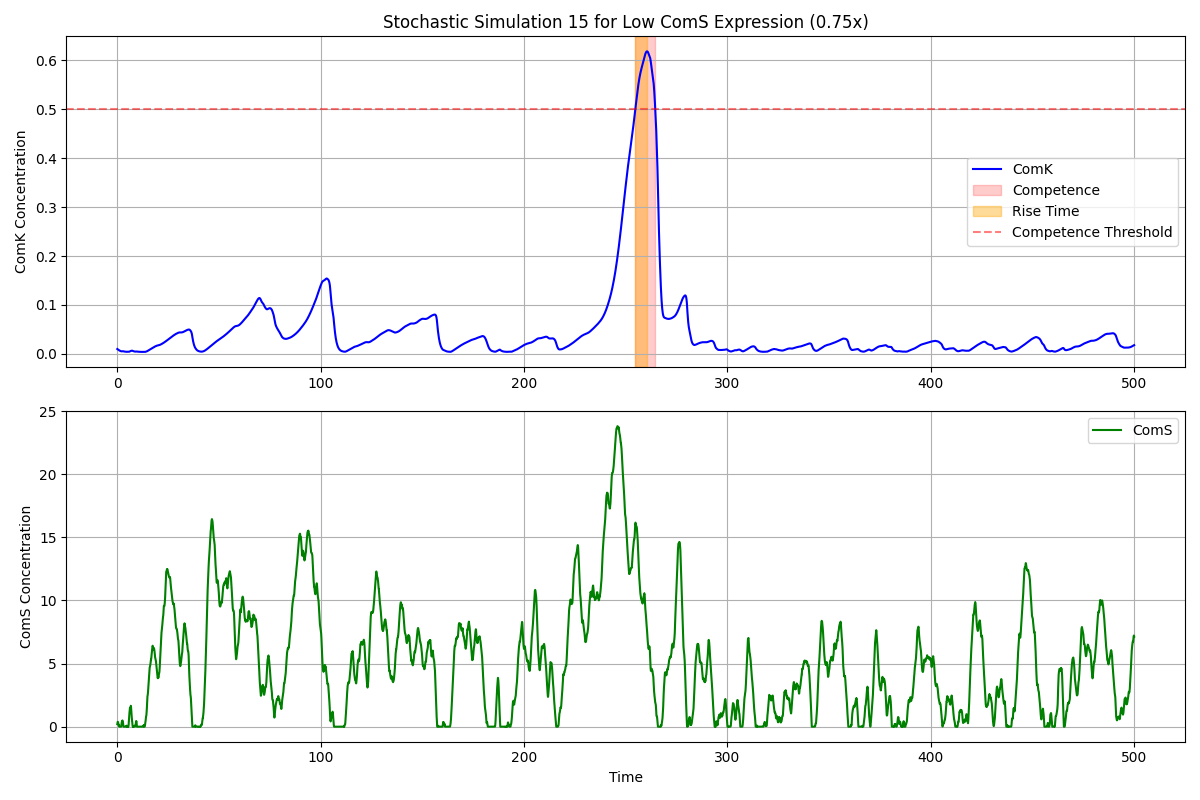 Stochastic Simulation 15 for Low ComS Expression (0.75x)
ComK Concentration
0.6
0.5
0.4
0.3
0.2
0.1
0.0
ComK
Competence
Rise Time
Competence Threshold
0 100 200 300 400 500
ComS Concentration
25
20
15
10
5
0
ComS
0 100 200 300 400 500
Time